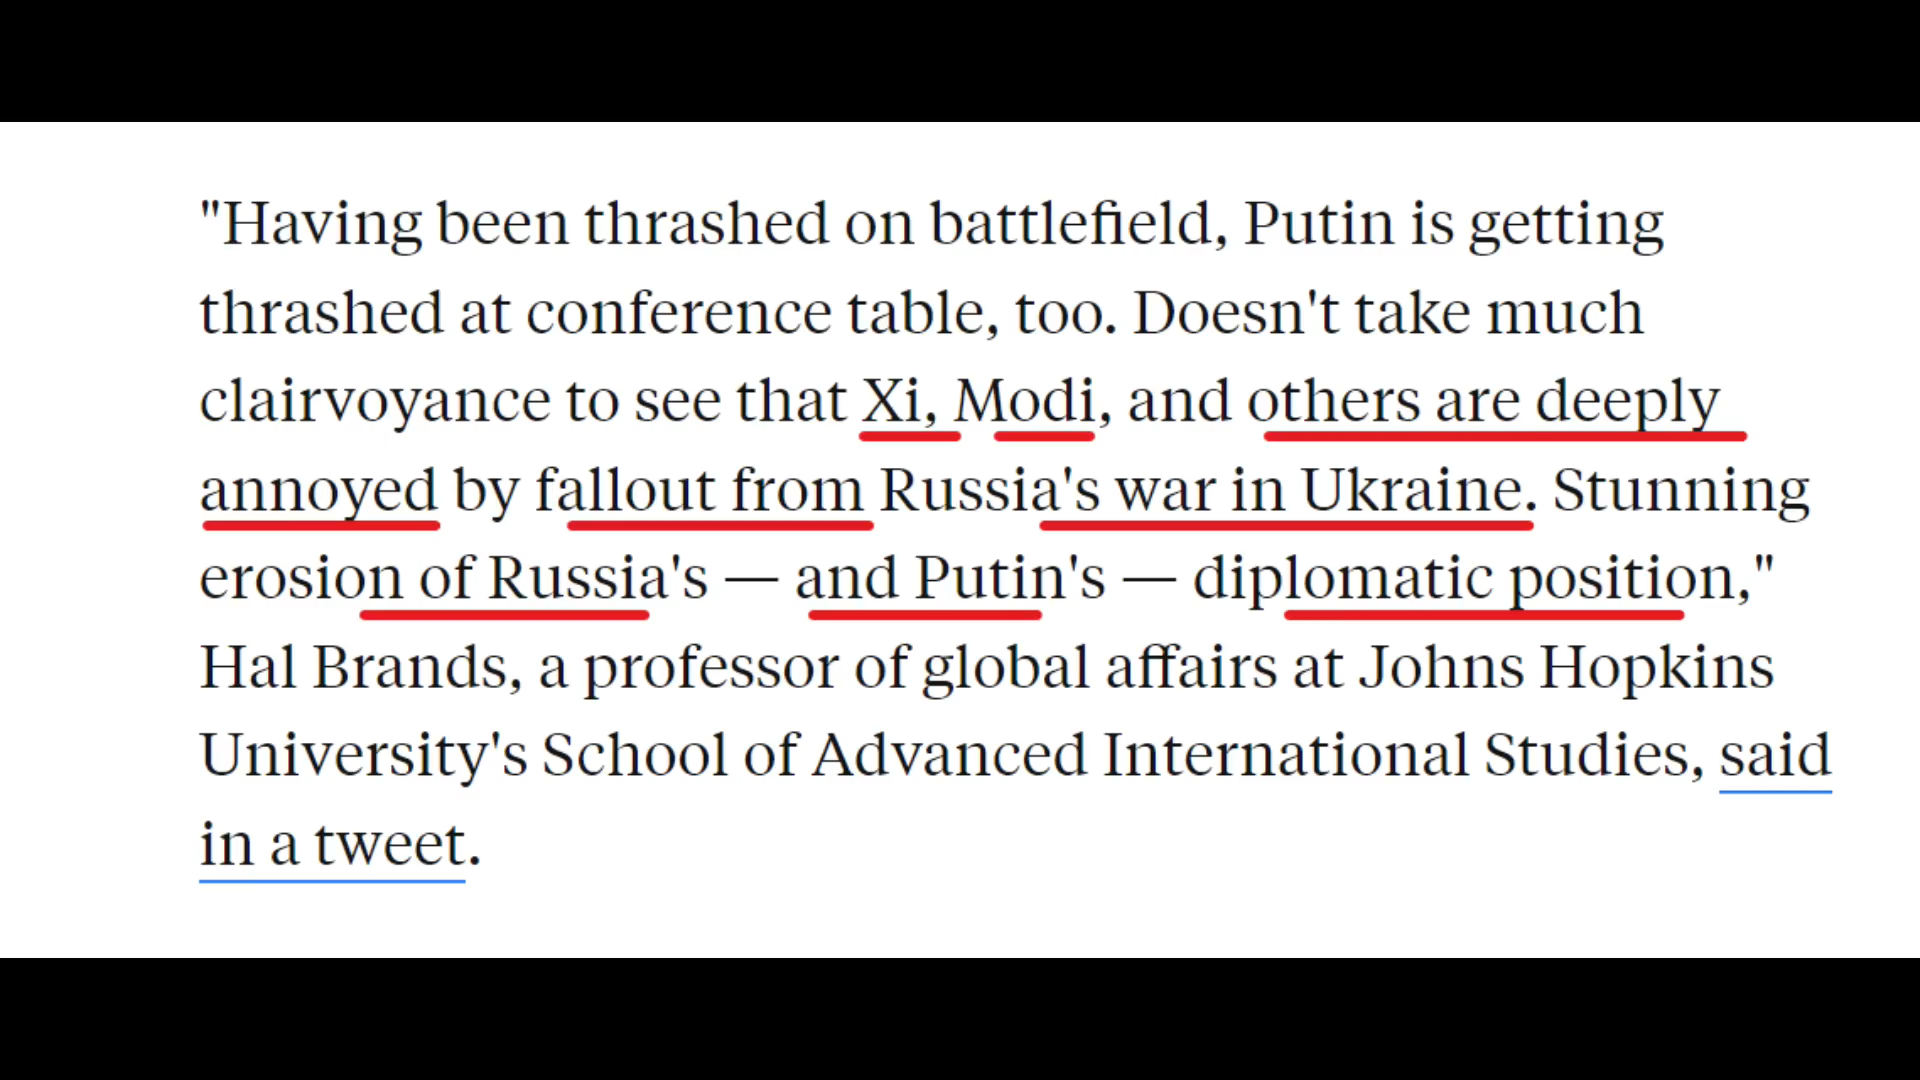 "Having been thrashed on battlefield, Putin is getting
thrashed at conference table, too. Doesn't take much
clairvoyance to see that Xi, Modi, and others are deeply
annoyed by fallout from Russia's war in Ukraine. Stunning
erosion of Russia's — and Putin's — diplomatic position,"
Hal Brands, a professor of global affairs at Johns Hopkins
University's School of Advanced International Studies, said
in a tweet.